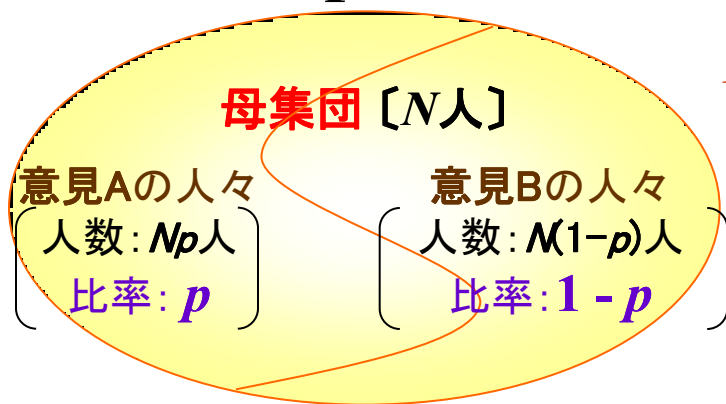 母集団〔N人〕
意見Aの人々
人数：Np人
比率：p
意見Bの人々
人数：N(1−p)人
比率：1 - p